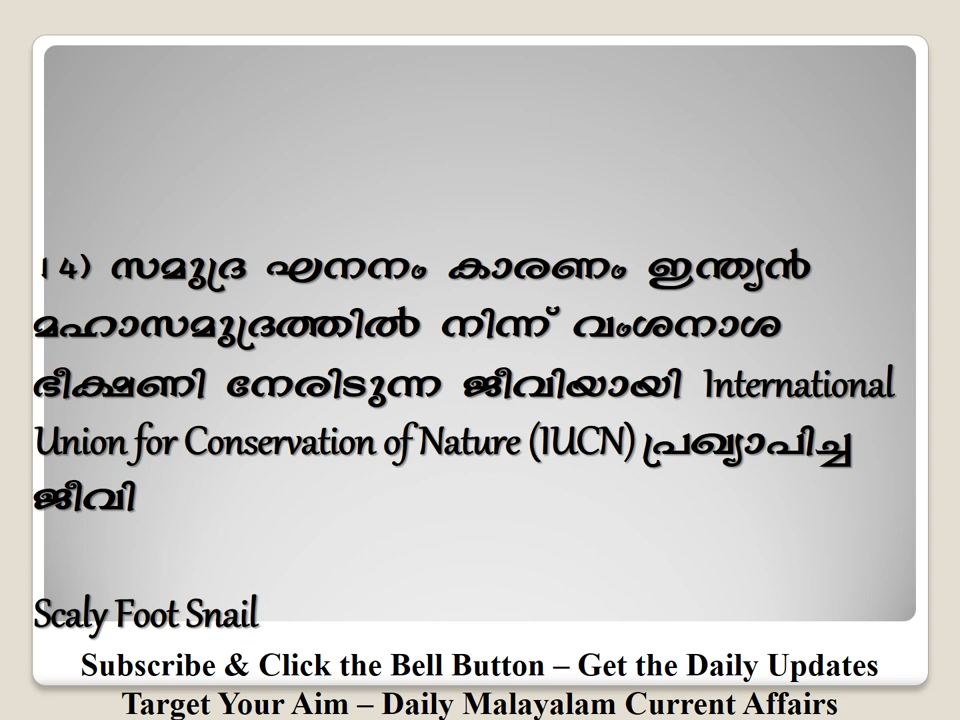 14) സമുദ്ര ഘനനം കാരണം ഇന്ത്യൻ
മഹാസമുദ്രത്തിൽ നിന്ന് വംശനാശ
ഭീക്ഷണി നേരിടുന്ന ജീവിയായി International
Union for Conservation of Nature (IUCN) പ്രഖ്യാപിച്ച
ജീവി
Scaly Foot Snail
Subscribe & Click the Bell Button – Get the Daily Updates
Target Your Aim – Daily Malayalam Current Affairs